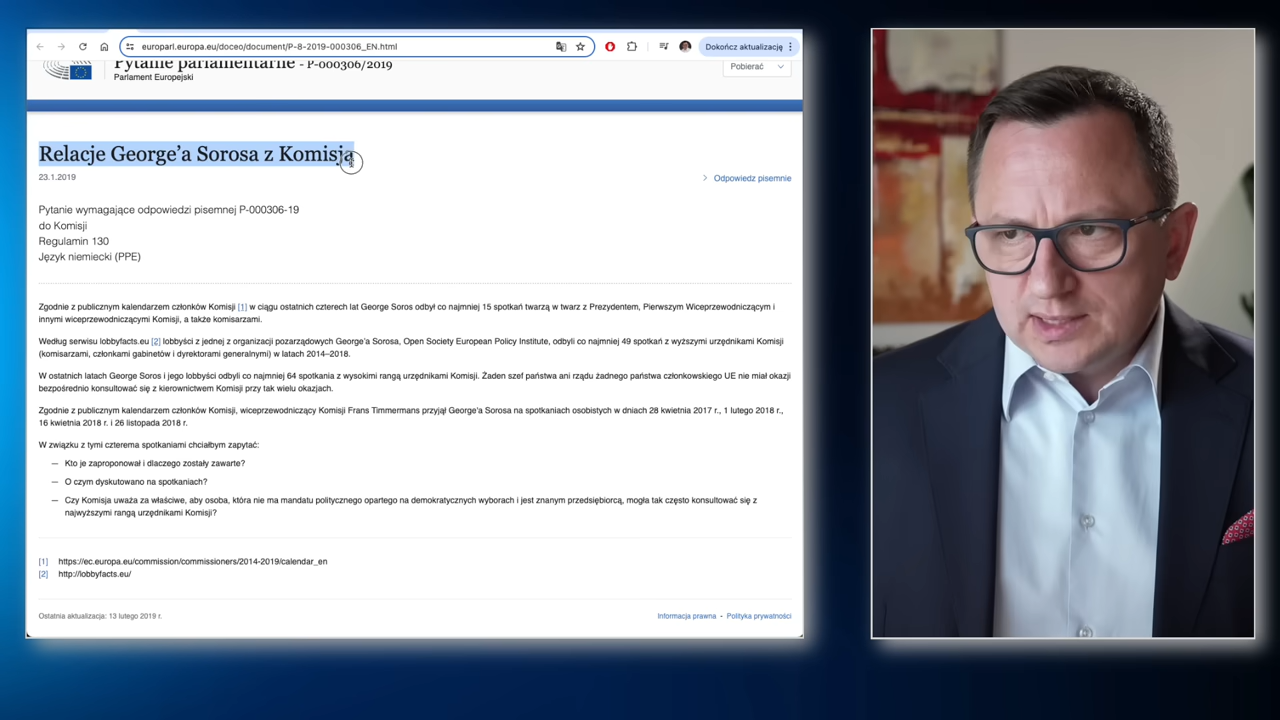 europarl.europa.eu/doceo/document/P-8-2019-000306_EN.html
Dokończ aktualizację
Pytanie parlamentarne - P-000306/2019
Parlament Europejski
Pobierać
Relacje George’a Sorosa z Komisją
23.1.2019
Odpowiedz pisemnie
Pytanie wymagające odpowiedzi pisemnej P-000306-19
do Komisji
Regulamin 130
Język niemiecki (PPE)
Zgodnie z publicznym kalendarzem członków Komisji [1] w ciągu ostatnich czterech lat George Soros odbył co najmniej 15 spotkań twarzą w twarz z Prezydentem, Pierwszym Wiceprzewodniczącym i
innymi wiceprzewodniczącymi Komisji, a także komisarzami.
Według serwisu lobbyfacts.eu [2] lobbyści z jednej z organizacji pozarządowych George’a Sorosa, Open Society European Policy Institute, odbyli co najmniej 49 spotkań z wyższymi urzędnikami Komisji
(komisarzami, członkami gabinetów i dyrektorami generalnymi) w latach 2014–2018.
W ostatnich latach George Soros i jego lobbyści odbyli co najmniej 64 spotkania z wysokimi rangą urzędnikami Komisji. Żaden szef państwa ani rządu żadnego państwa członkowskiego UE nie miał okazji
bezpośrednio konsultować się z kierownictwem Komisji przy tak wielu okazjach.
Zgodnie z publicznym kalendarzem członków Komisji, wiceprzewodniczący Komisji Frans Timmermans przyjął George’a Sorosa na spotkaniach osobistych w dniach 28 kwietnia 2017 r., 1 lutego 2018 r.,
16 kwietnia 2018 r. i 26 listopada 2018 r.
W związku z tymi czterema spotkaniami chciałbym zapytać:
— Kto je zaproponował i dlaczego zostały zawarte?
— O czym dyskutowano na spotkaniach?
— Czy Komisja uważa za właściwe, aby osoba, która nie ma mandatu politycznego opartego na demokratycznych wyborach i jest znanym przedsiębiorcą, mogła tak często konsultować się z
najwyższymi rangą urzędnikami Komisji?
[1] https://ec.europa.eu/commission/commissioners/2014-2019/calendar_en
[2] http://lobbyfacts.eu/
Ostatnia aktualizacja: 13 lutego 2019 r.
Informacja prawna - Polityka prywatności